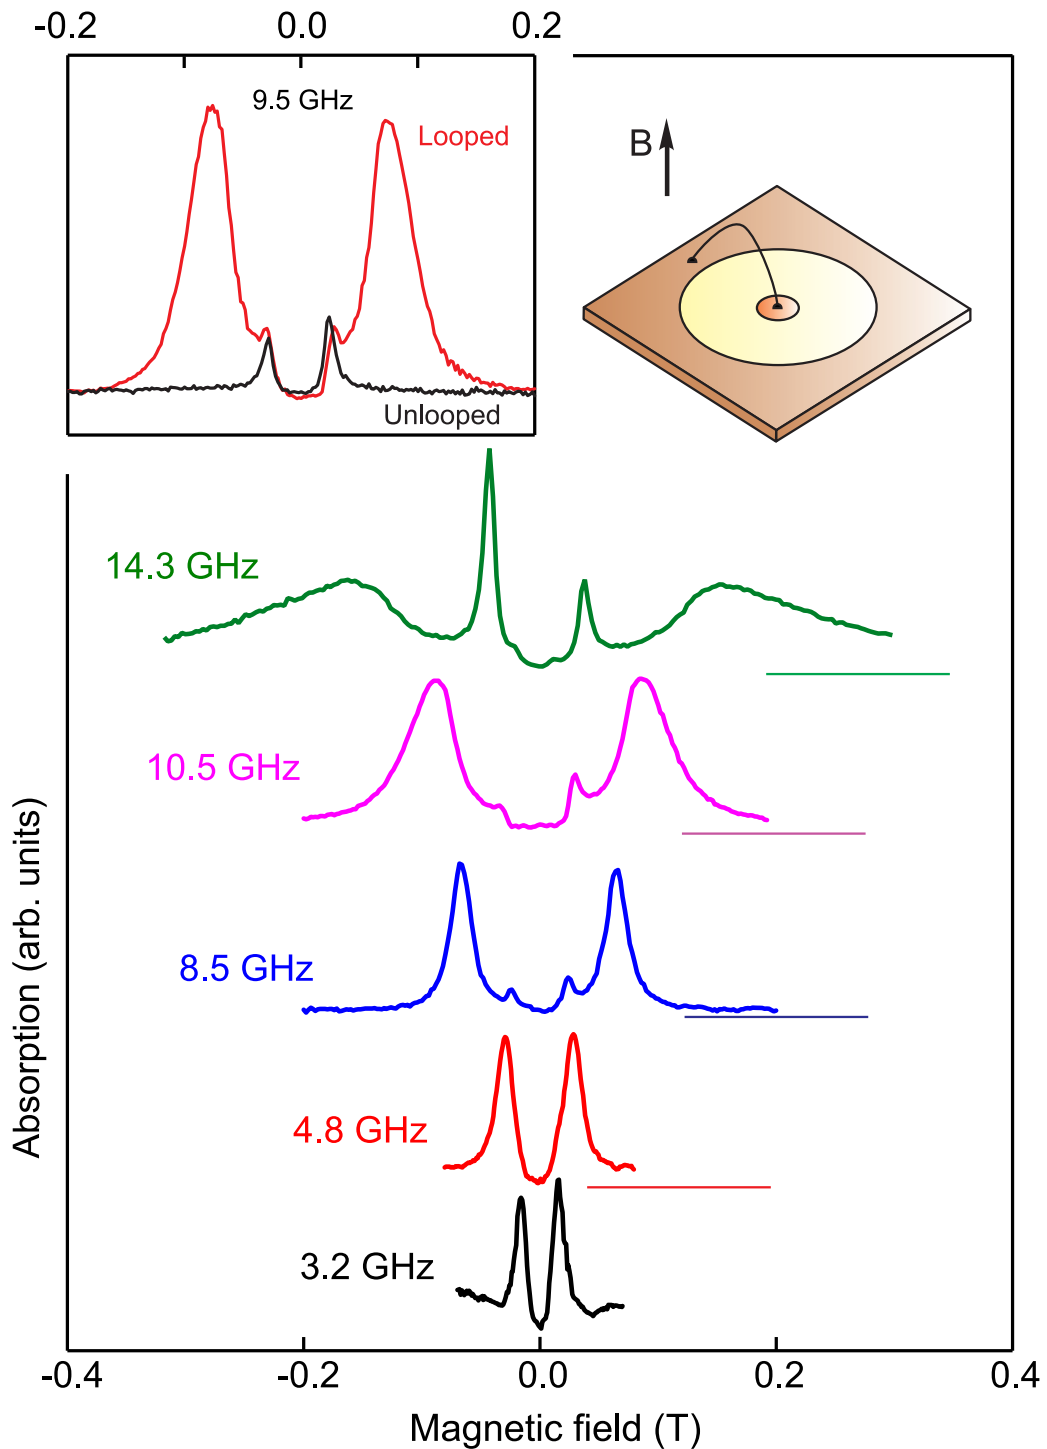 -0.2 0.0 0.2
9.5 GHz
Looped
Unlooped
B
14.3 GHz
10.5 GHz
8.5 GHz
4.8 GHz
3.2 GHz
Absorption (arb. units)
-0.4 -0.2 0.0 0.2 0.4
Magnetic field (T)